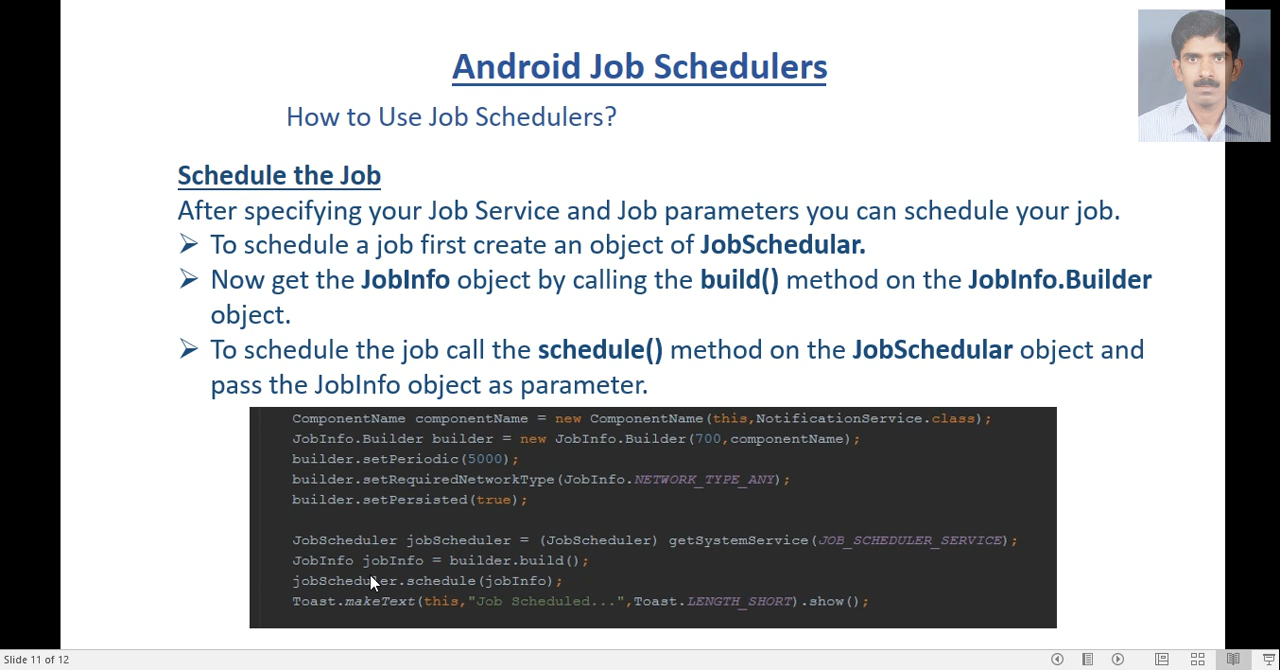 Android Job Schedulers
How to Use Job Schedulers?
Schedule the Job
After specifying your Job Service and Job parameters you can schedule your job.
To schedule a job first create an object of JobSchedular.
Now get the JobInfo object by calling the build() method on the JobInfo.Builder
object.
To schedule the job call the schedule() method on the JobSchedular object and
pass the JobInfo object as parameter.
ComponentName componentName = new ComponentName(this,NotificationService.class);
JobInfo.Builder builder = new JobInfo.Builder(700,componentName);
builder.setPeriodic(5000);
builder.setRequiredNetworkType(JobInfo.NETWORK_TYPE_ANY);
builder.setPersisted(true);
JobScheduler jobScheduler = (JobScheduler) getSystemService(JOB_SCHEDULER_SERVICE);
JobInfo jobInfo = builder.build();
jobScheduler.schedule(jobInfo);
Toast.makeText(this,"Job Scheduled...",Toast.LENGTH_SHORT).show();
Slide 11 of 12